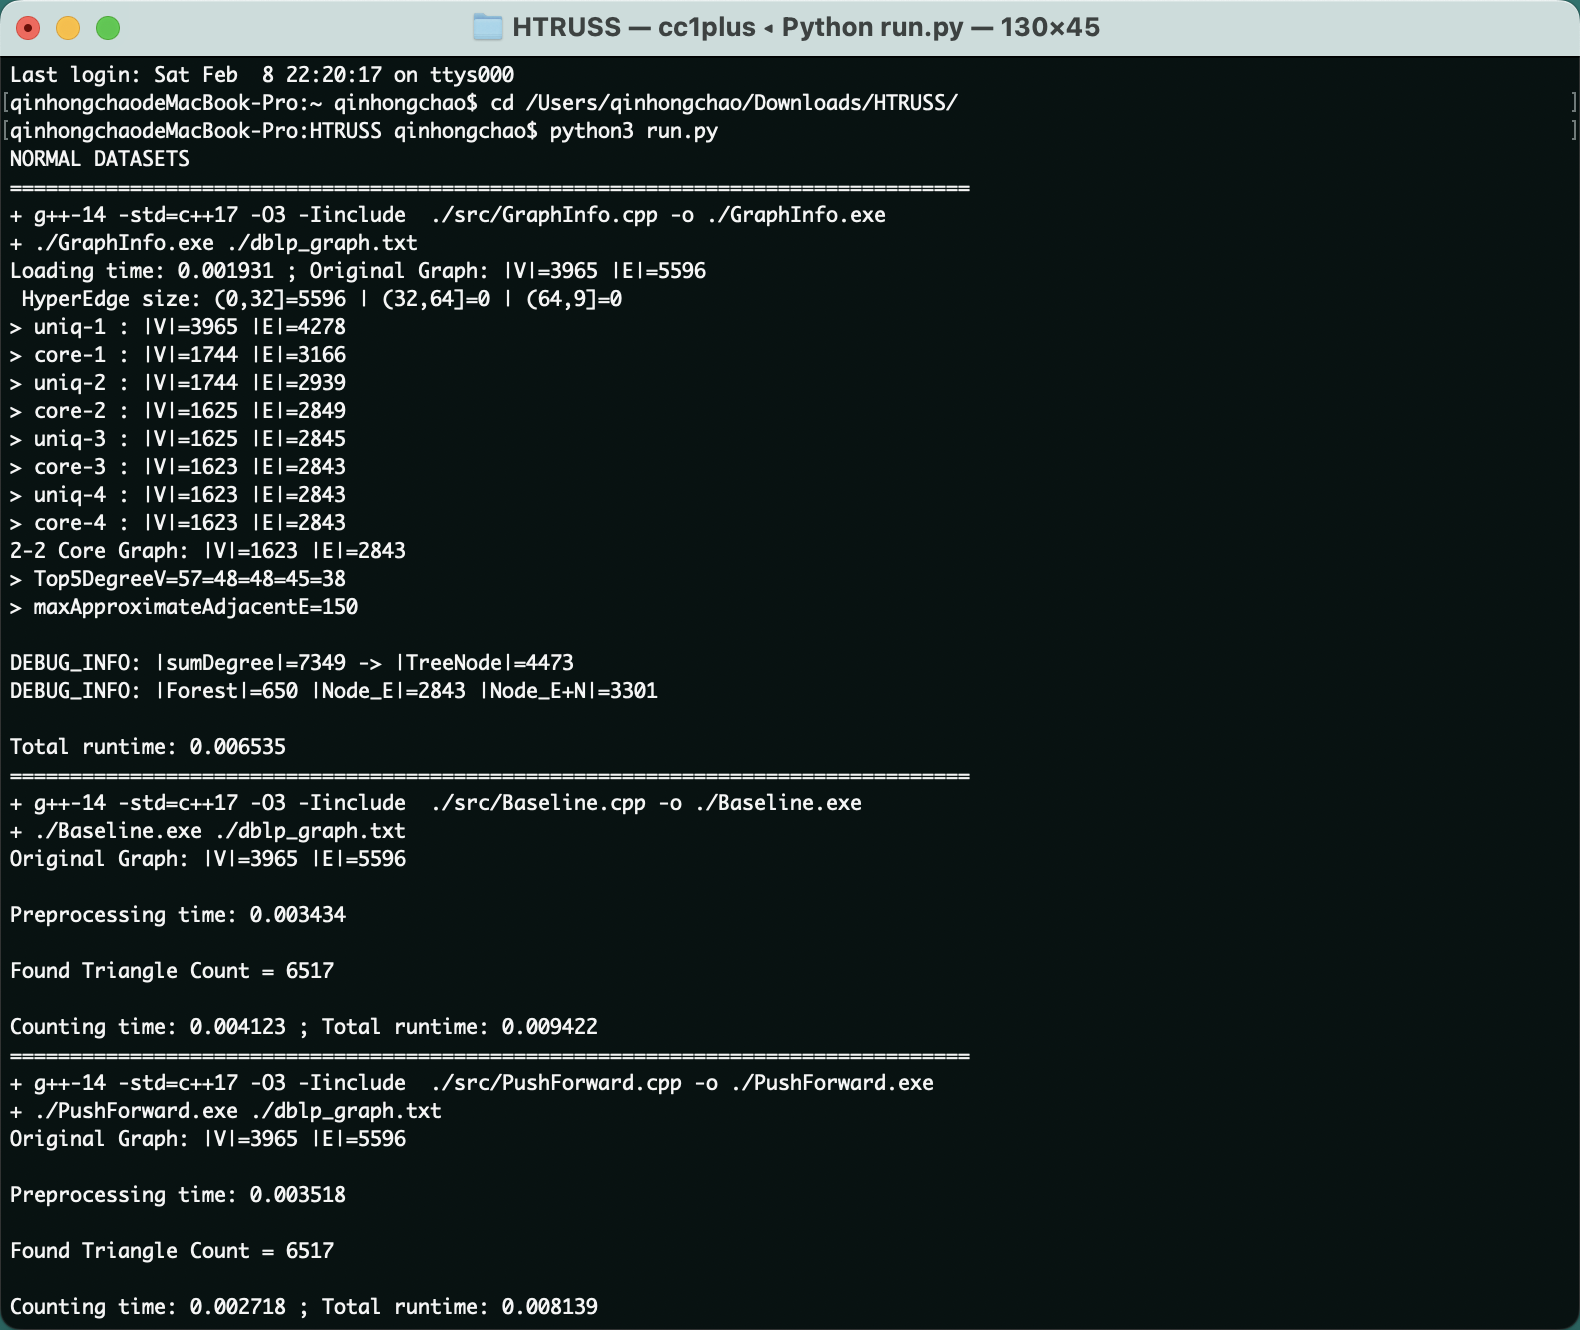 HTRUSS — cc1plus ◂ Python run.py — 130×45
Last login: Sat Feb  8 22:20:17 on ttys000
[qinhongchaodeMacBook-Pro:~ qinhongchao$ cd /Users/qinhongchao/Downloads/HTRUSS/ ]
[qinhongchaodeMacBook-Pro:HTRUSS qinhongchao$ python3 run.py ]
NORMAL DATASETS
================================================================================
+ g++-14 -std=c++17 -O3 -Iinclude  ./src/GraphInfo.cpp -o ./GraphInfo.exe
+ ./GraphInfo.exe ./dblp_graph.txt
Loading time: 0.001931 ; Original Graph: |V|=3965 |E|=5596
 HyperEdge size: (0,32]=5596 | (32,64]=0 | (64,9]=0
> uniq-1 : |V|=3965 |E|=4278
> core-1 : |V|=1744 |E|=3166
> uniq-2 : |V|=1744 |E|=2939
> core-2 : |V|=1625 |E|=2849
> uniq-3 : |V|=1625 |E|=2845
> core-3 : |V|=1623 |E|=2843
> uniq-4 : |V|=1623 |E|=2843
> core-4 : |V|=1623 |E|=2843
2-2 Core Graph: |V|=1623 |E|=2843
> Top5DegreeV=57=48=48=45=38
> maxApproximateAdjacentE=150
DEBUG_INFO: |sumDegree|=7349 -> |TreeNode|=4473
DEBUG_INFO: |Forest|=650 |Node_E|=2843 |Node_E+N|=3301
Total runtime: 0.006535
================================================================================
+ g++-14 -std=c++17 -O3 -Iinclude  ./src/Baseline.cpp -o ./Baseline.exe
+ ./Baseline.exe ./dblp_graph.txt
Original Graph: |V|=3965 |E|=5596
Preprocessing time: 0.003434
Found Triangle Count = 6517
Counting time: 0.004123 ; Total runtime: 0.009422
================================================================================
+ g++-14 -std=c++17 -O3 -Iinclude  ./src/PushForward.cpp -o ./PushForward.exe
+ ./PushForward.exe ./dblp_graph.txt
Original Graph: |V|=3965 |E|=5596
Preprocessing time: 0.003518
Found Triangle Count = 6517
Counting time: 0.002718 ; Total runtime: 0.008139